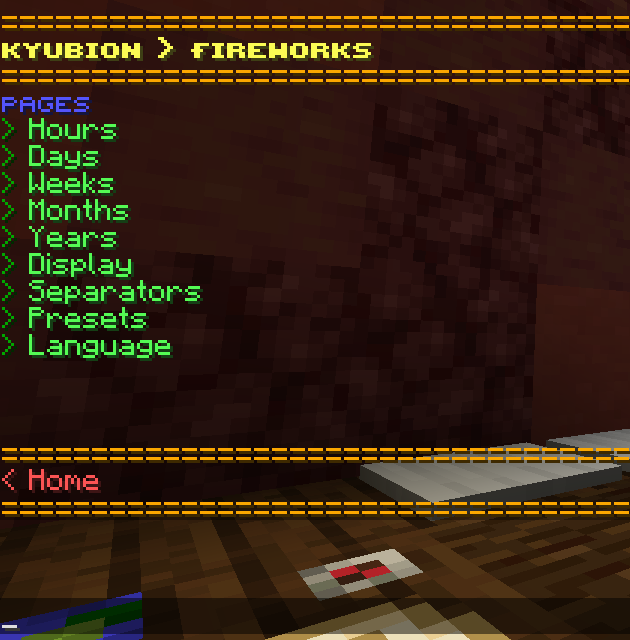 KYUBION > FIREWORKS
PAGES
> Hours
> Days
> Weeks
> Months
> Years
> Display
> Separators
> Presets
> Language
< Home